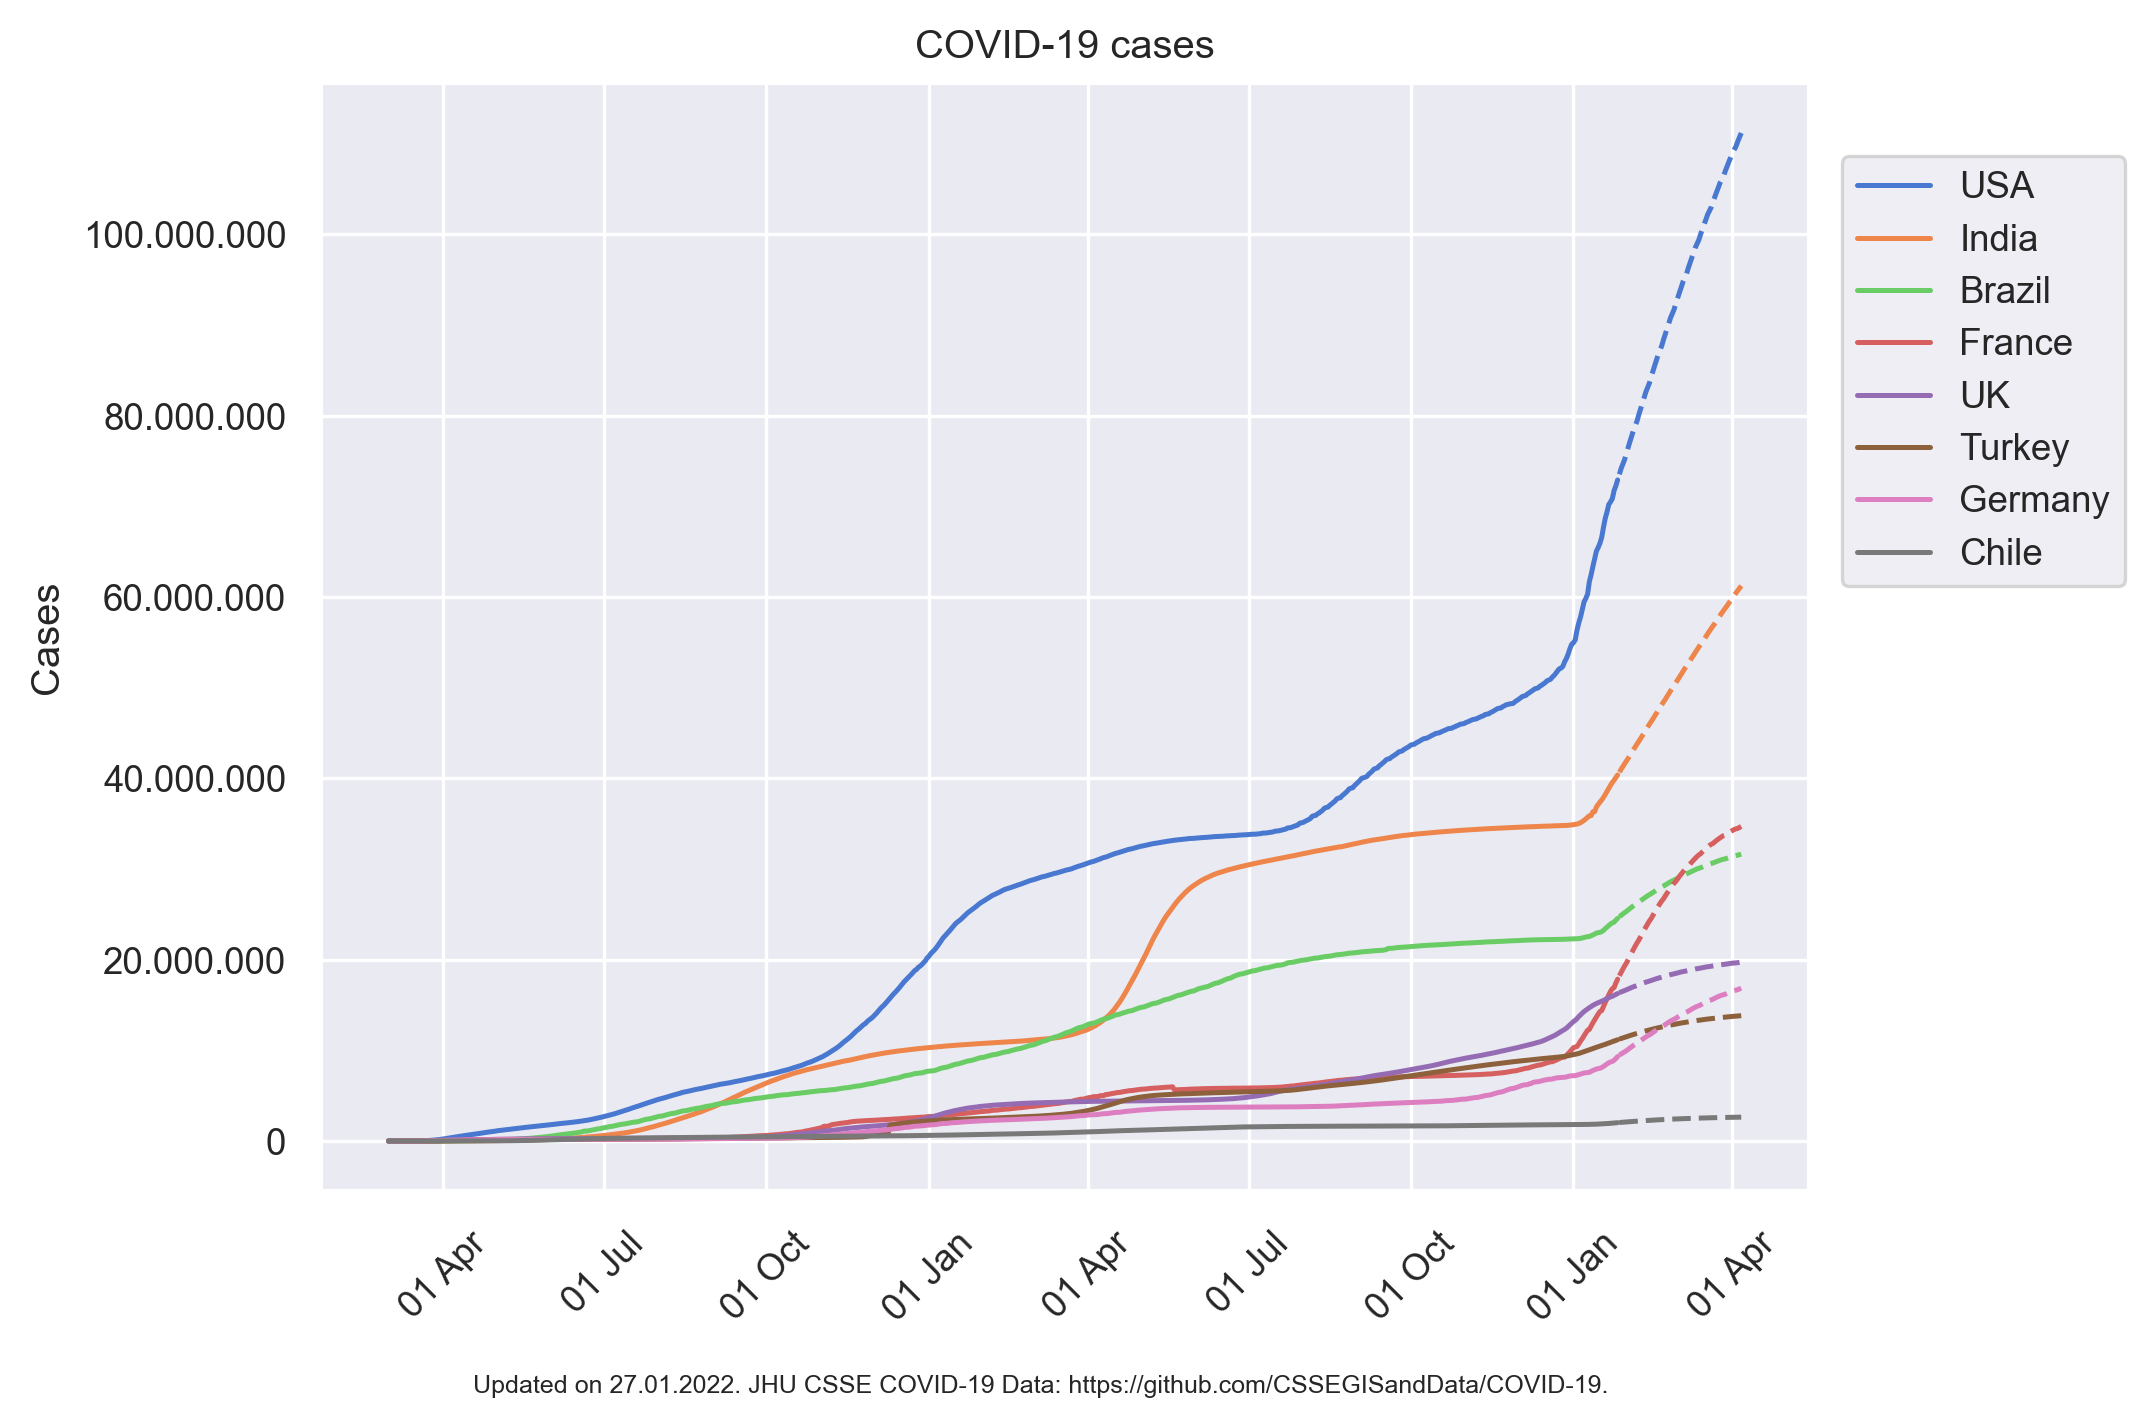 COVID-19 cases
Cases
100.000.000
80.000.000
60.000.000
40.000.000
20.000.000
0
01 Apr
01 Jul
01 Oct
01 Jan
01 Apr
01 Jul
01 Oct
01 Jan
01 Apr
USA
India
Brazil
France
UK
Turkey
Germany
Chile
Updated on 27.01.2022. JHU CSSE COVID-19 Data: https://github.com/CSSEGISandData/COVID-19.